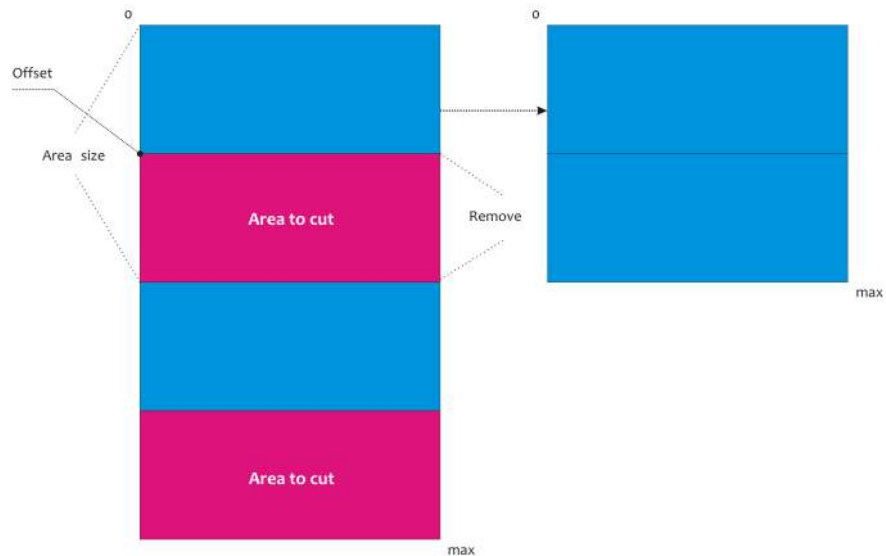 o
o
Offset
Area size
Area to cut
Remove
max
Area to cut
max